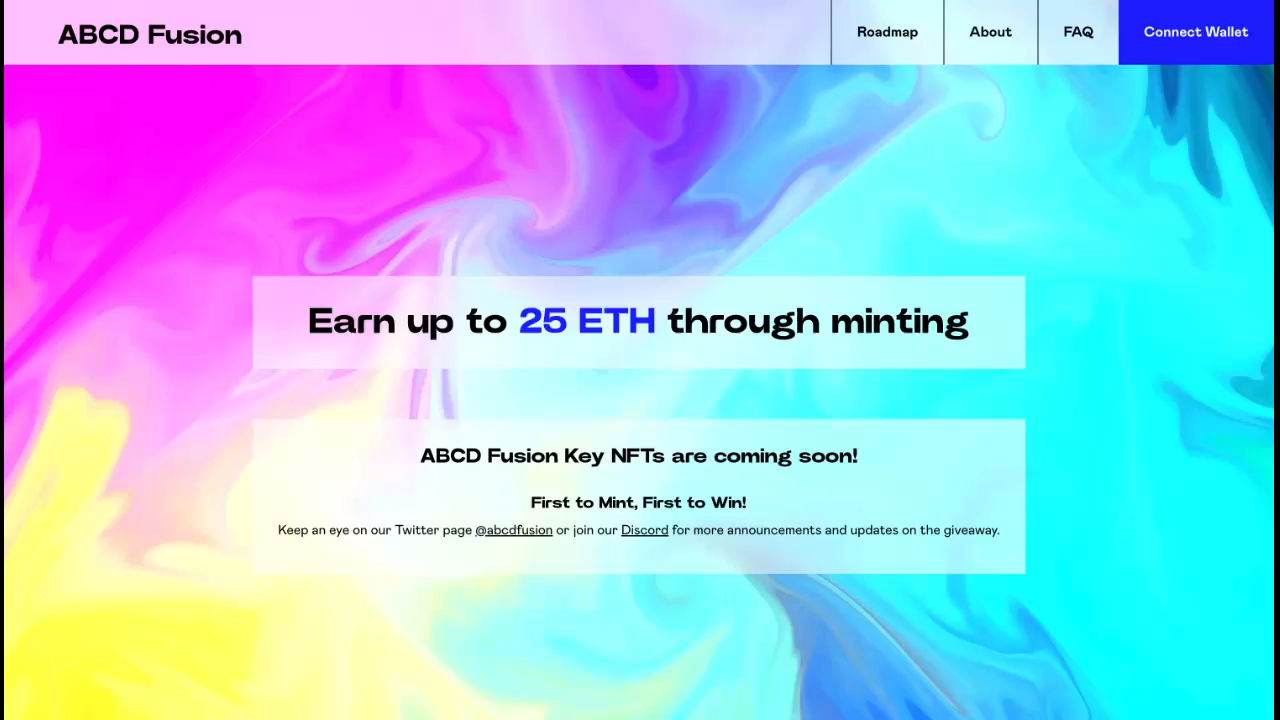 ABCD Fusion
Roadmap
About
FAQ
Connect Wallet
Earn up to 25 ETH through minting
ABCD Fusion Key NFTs are coming soon!
First to Mint, First to Win!
Keep an eye on our Twitter page @abcdfusion or join our Discord for more announcements and updates on the giveaway.